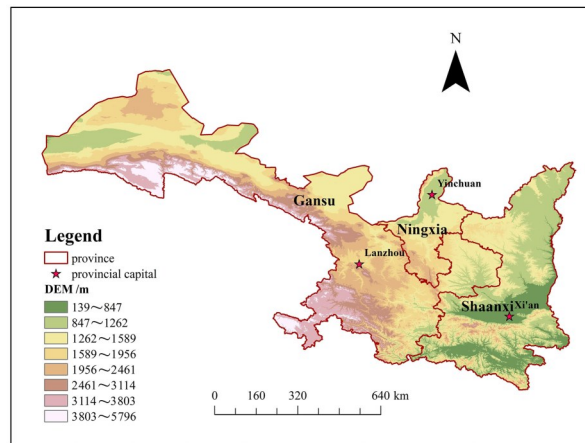 N
Yinchuan
Gansu
Ningxia
Lanzhou
Shaanxi
Xi'an
Legend
province
provincial capital
DEM /m
139～847
847～1262
1262～1589
1589～1956
1956～2461
2461～3114
3114～3803
3803～5796
0 160 320 640 km